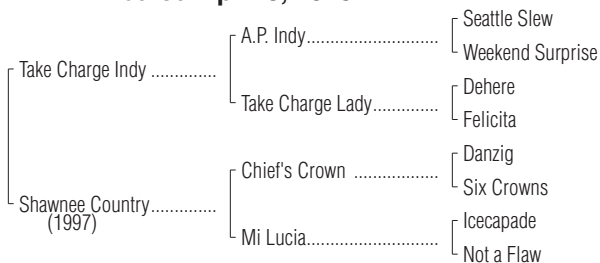 Seattle Slew
A.P. Indy
Weekend Surprise
Take Charge Indy
Dehere
Take Charge Lady
Felicita
Danzig
Chief's Crown
Six Crowns
Shawnee Country
(1997)
Icecapade
Mi Lucia
Not a Flaw